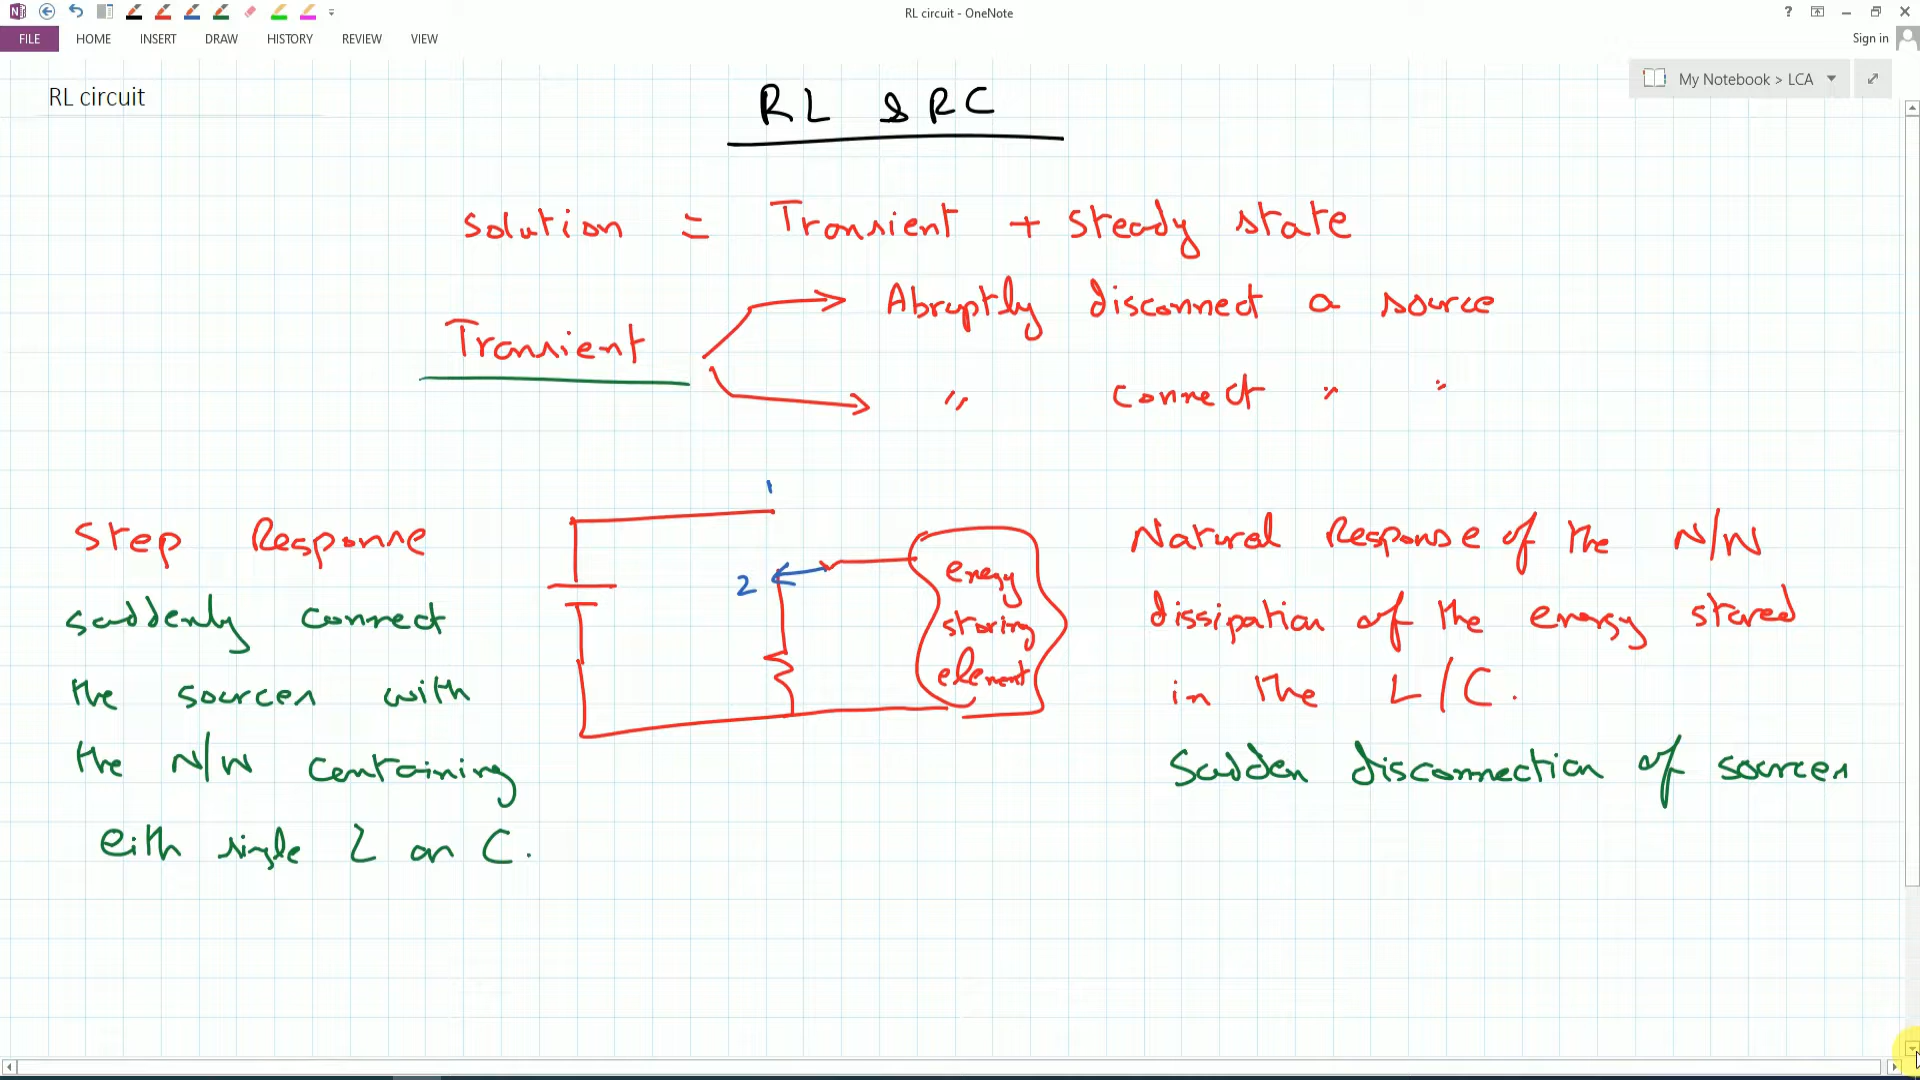 RL circuit - OneNote
FILE HOME INSERT DRAW HISTORY REVIEW VIEW
Sign in
My Notebook > LCA
RL circuit
RL & RC
Solution = Transient + Steady state
Transient
Abruptly disconnect a source
" connect " "
Step Response
suddenly connect
the sources with
the N/W containing
eith single L or C.
1
2
energy
storing
element
Natural Response of the N/W
dissipation of the energy stored
in the L/C.
Sudden disconnection of sources